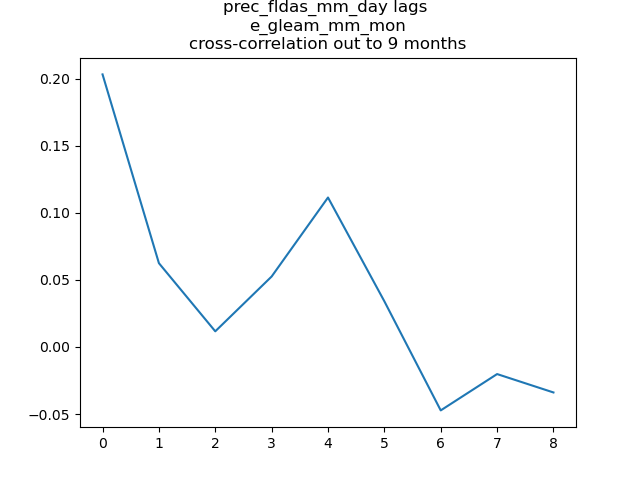 prec_fldas_mm_day lags
e_gleam_mm_mon
cross-correlation out to 9 months
0.20
0.15
0.10
0.05
0.00
−0.05
0 1 2 3 4 5 6 7 8